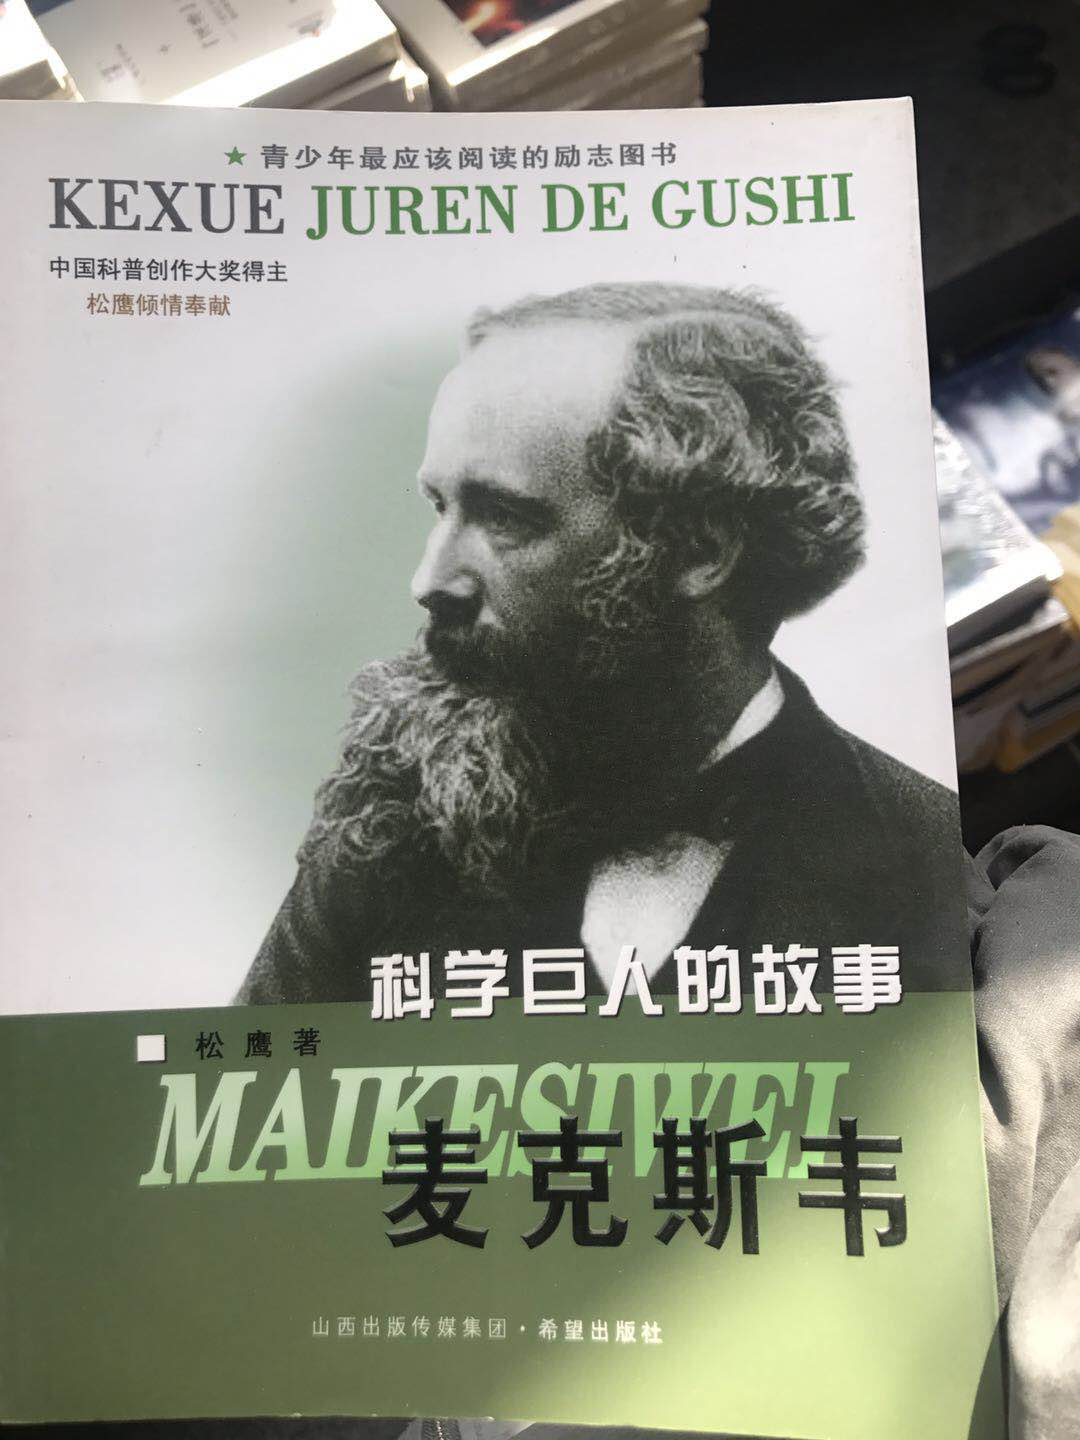 ★ 青少年最应该阅读的励志图书
KEXUE JUREN DE GUSHI
中国科普创作大奖得主
松鹰倾情奉献
科学巨人的故事
松鹰著
MAIKESIWEI
麦克斯韦
山西出版传媒集团·希望出版社